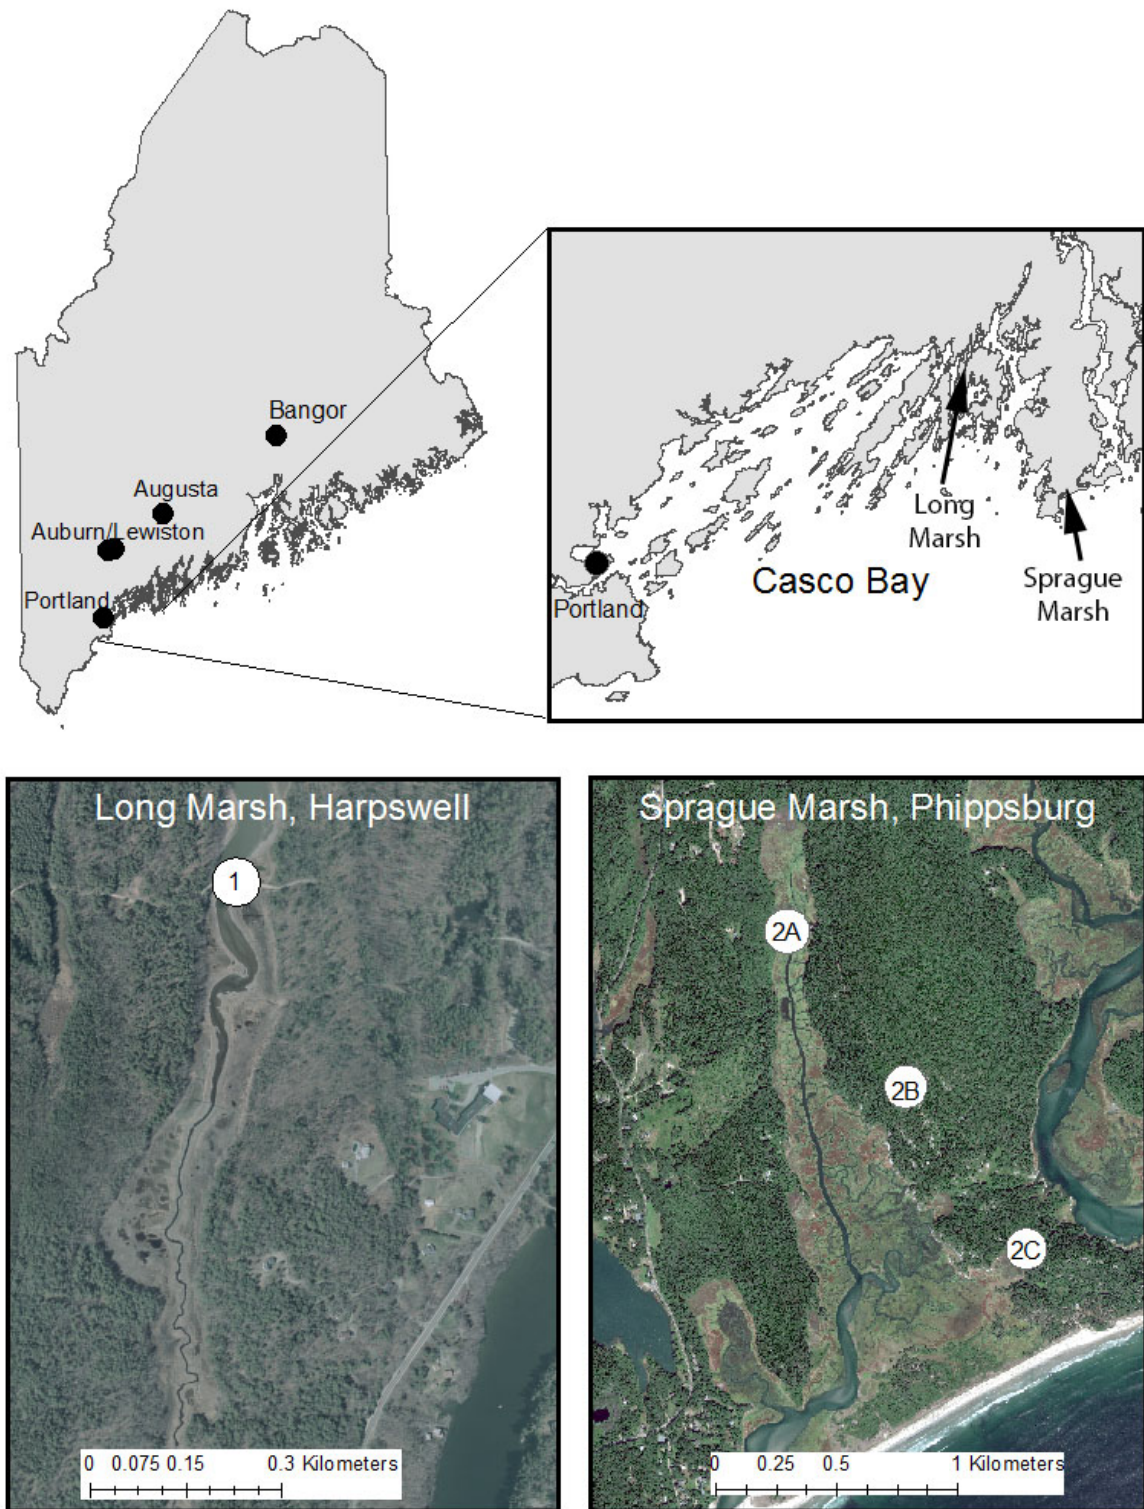 Bangor
Augusta
Auburn/Lewiston
Portland
Long
Marsh
Casco Bay
Sprague
Marsh
Portland
Long Marsh, Harpswell
1
0 0.075 0.15 0.3 Kilometers
Sprague Marsh, Phippsburg
2A
2B
2C
0 0.25 0.5 1 Kilometers